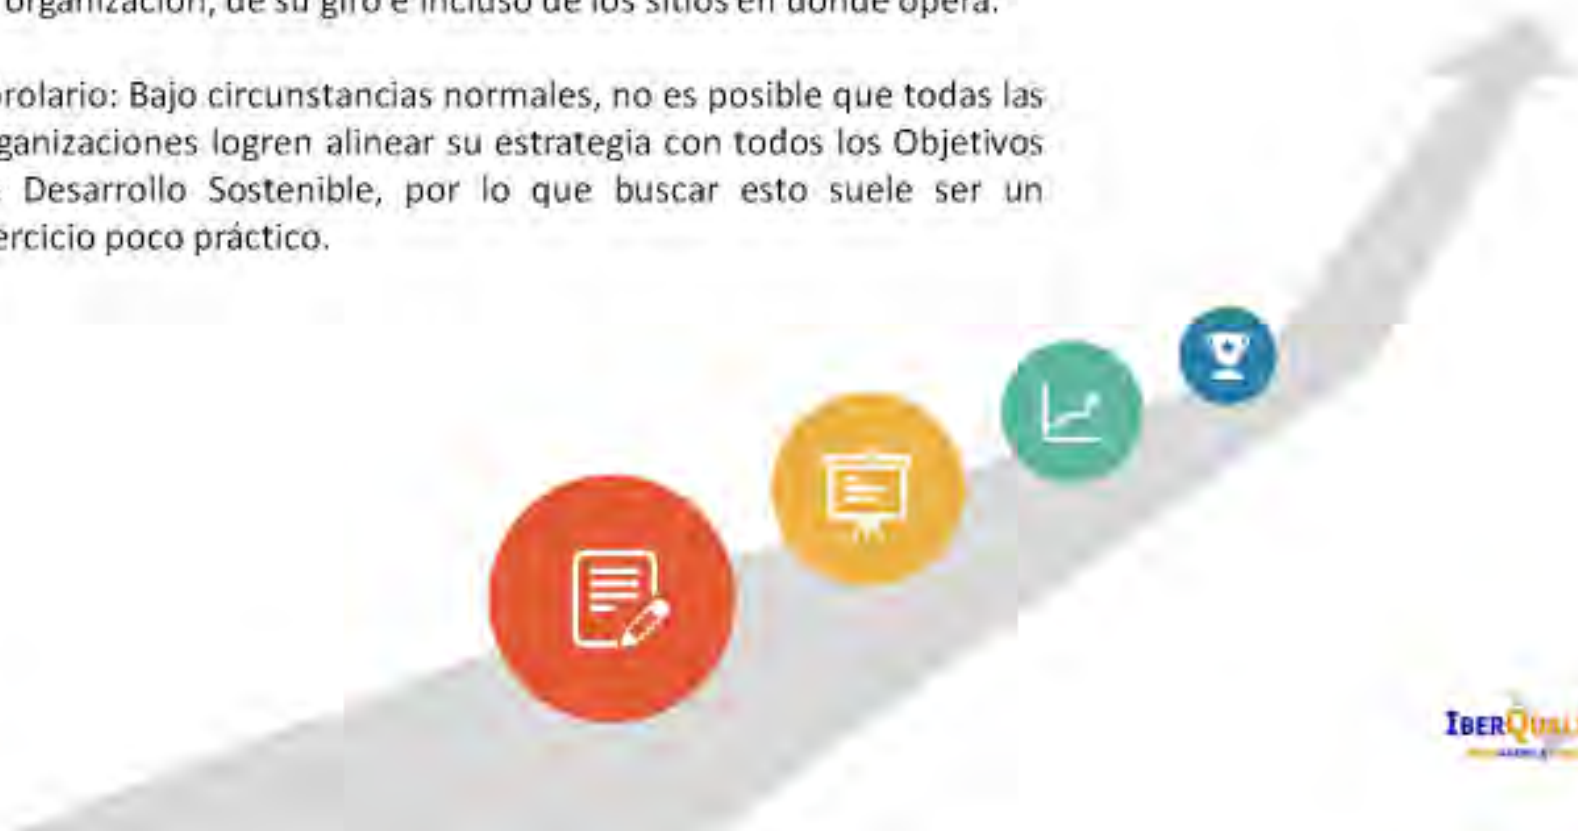 organización, de su giro e incluso de los sitios en donde opera.
rolario: Bajo circunstancias normales, no es posible que todas las
ganizaciones logren alinear su estrategia con todos los Objetivos
Desarrollo Sostenible, por lo que buscar esto suele ser un
ercicio poco práctico.
IBERQUALI